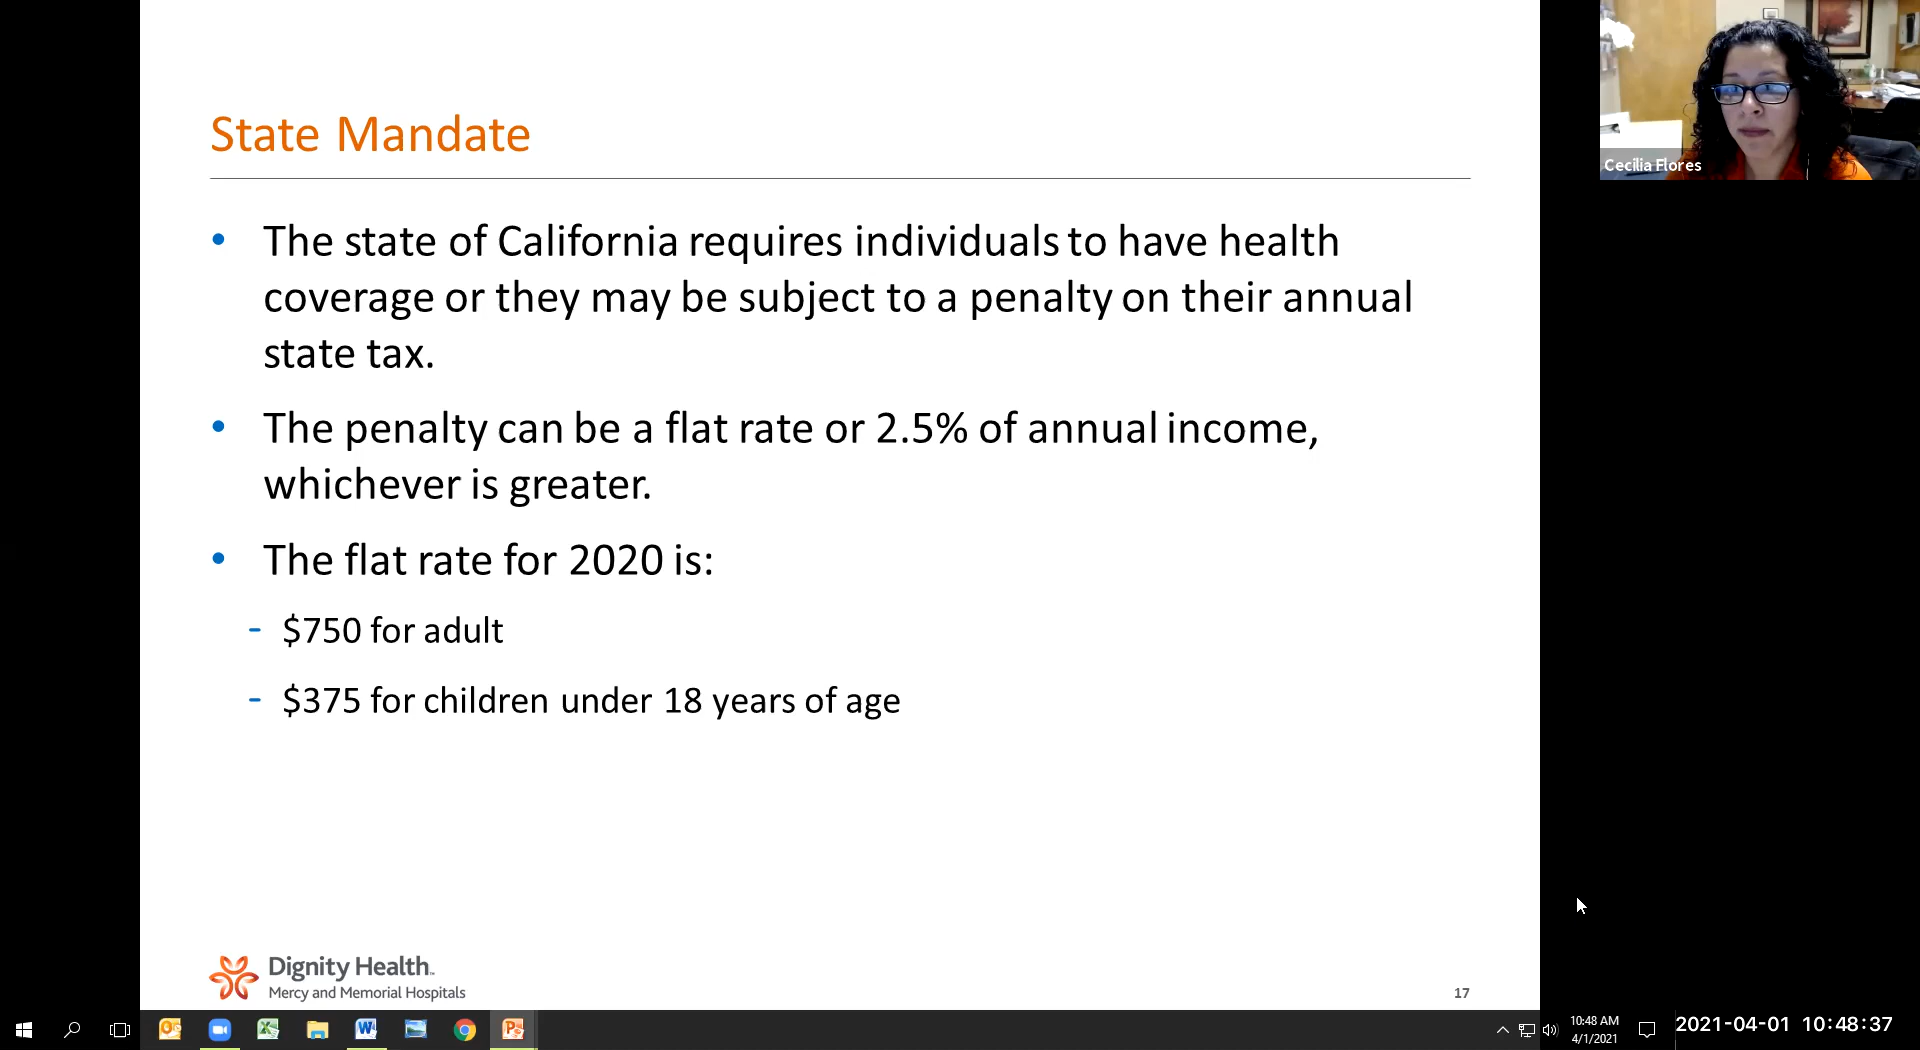 State Mandate
Cecilia Flores
• The state of California requires individuals to have health
coverage or they may be subject to a penalty on their annual
state tax.
• The penalty can be a flat rate or 2.5% of annual income,
whichever is greater.
• The flat rate for 2020 is:
- $750 for adult
- $375 for children under 18 years of age
Dignity Health™
Mercy and Memorial Hospitals
17
10:48 AM
4/1/2021
2021-04-01 10:48:37